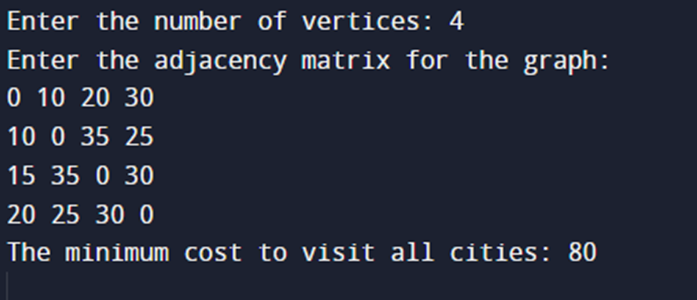 Enter the number of vertices: 4
Enter the adjacency matrix for the graph:
0 10 20 30
10 0 35 25
15 35 0 30
20 25 30 0
The minimum cost to visit all cities: 80